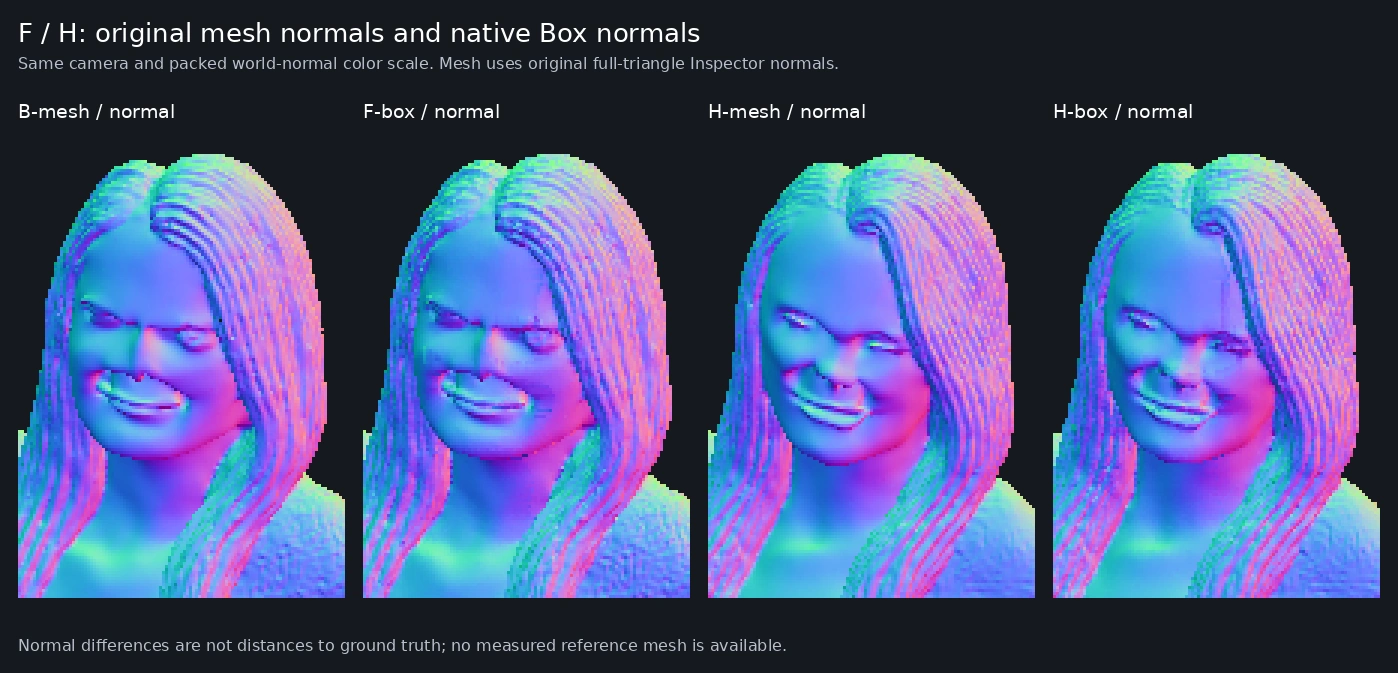 F / H: original mesh normals and native Box normals
Same camera and packed world-normal color scale. Mesh uses original full-triangle Inspector normals.
B-mesh / normal
F-box / normal
H-mesh / normal
H-box / normal
Normal differences are not distances to ground truth; no measured reference mesh is available.